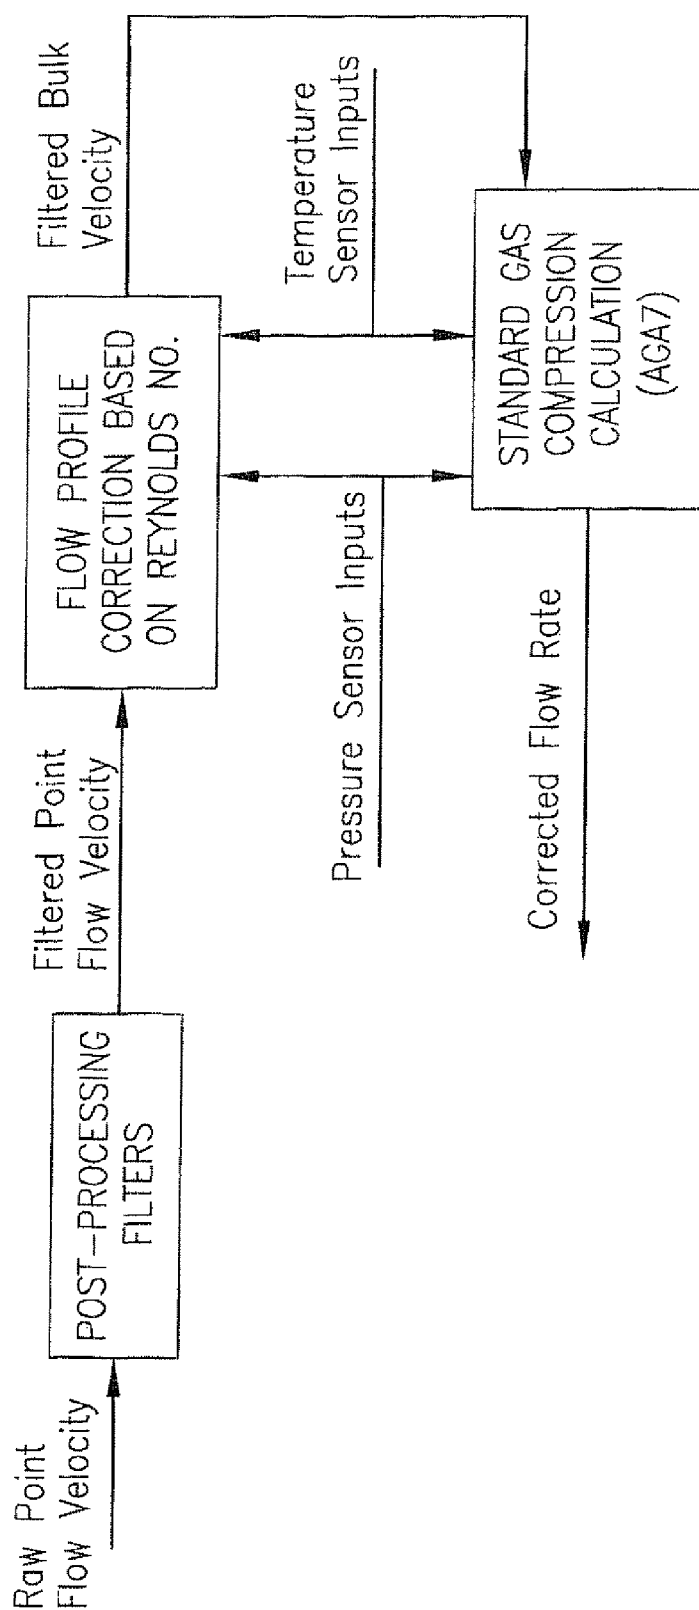 Raw Point
Flow Velocity
POST-PROCESSING
FILTERS
Filtered Point
Flow Velocity
FLOW PROFILE
CORRECTION BASED
ON REYNOLDS NO.
Filtered Bulk
Velocity
Pressure Sensor Inputs
Temperature
Sensor Inputs
Corrected Flow Rate
STANDARD GAS
COMPRESSION
CALCULATION
(AGA7)